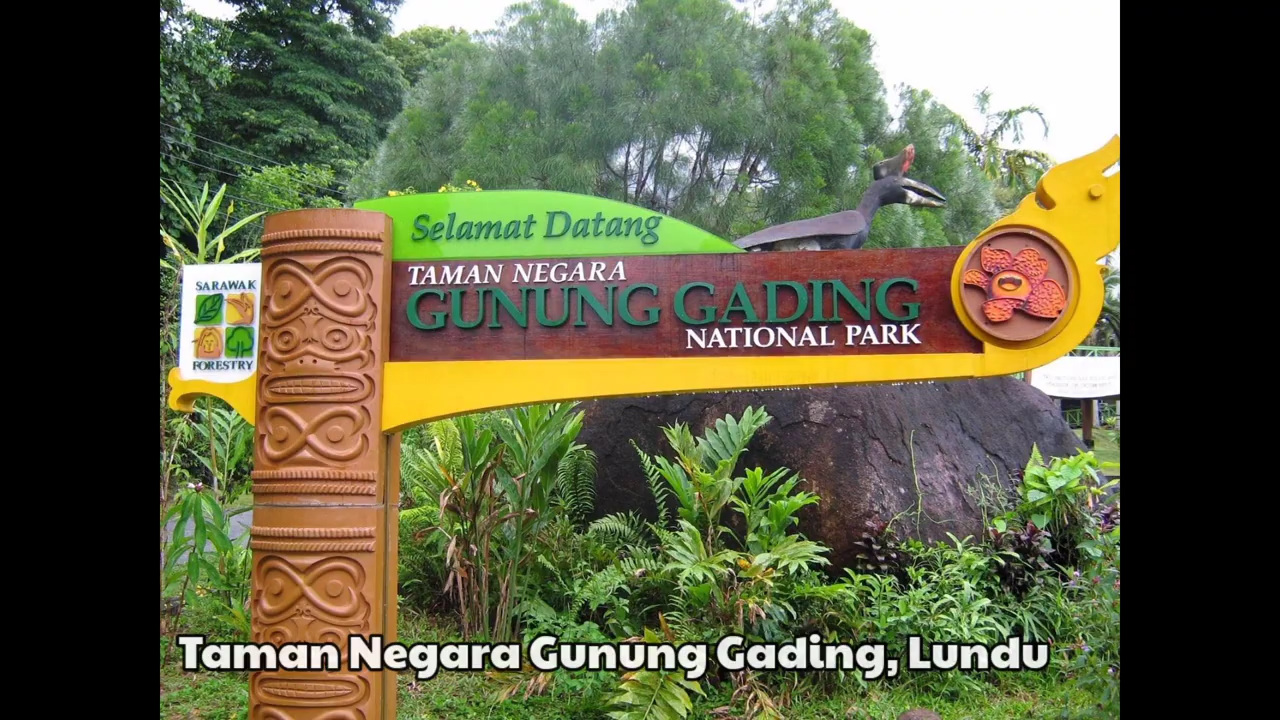 Selamat Datang
TAMAN NEGARA
GUNUNG GADING
NATIONAL PARK
SARAWAK
FORESTRY
Taman Negara Gunung Gading, Lundu